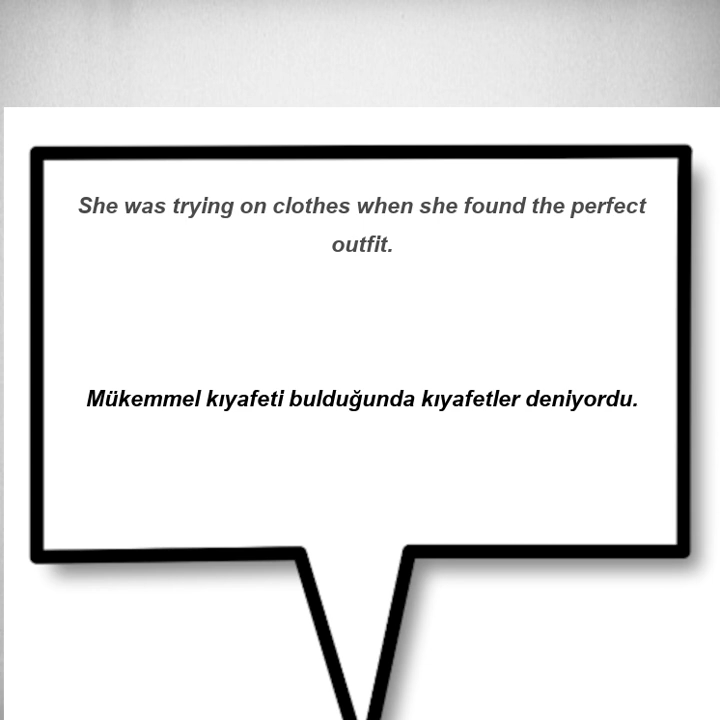 She was trying on clothes when she found the perfect
outfit.
Mükemmel kıyafeti bulduğunda kıyafetler deniyordu.